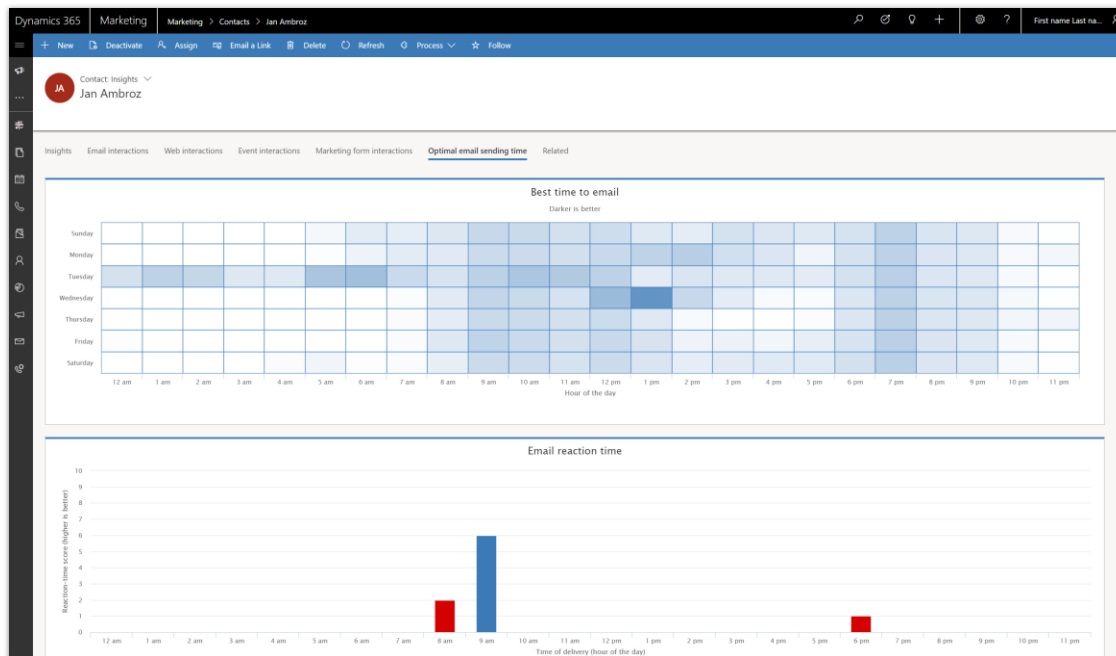 Dynamics 365 Marketing Marketing > Contacts > Jan Ambroz First name Last na...
New Deactivate Assign Email a Link Delete Refresh Process Follow
JA
Contact: Insights
Jan Ambroz
Insights Email interactions Web interactions Event interactions Marketing form interactions Optimal email sending time Related
Best time to email
Darker is better
Sunday
Monday
Tuesday
Wednesday
Thursday
Friday
Saturday
12 am 1 am 2 am 3 am 4 am 5 am 6 am 7 am 8 am 9 am 10 am 11 am 12 pm 1 pm 2 pm 3 pm 4 pm 5 pm 6 pm 7 pm 8 pm 9 pm 10 pm 11 pm
Hour of the day
Email reaction time
Reaction-time score (higher is better)
10
9
8
7
6
5
4
3
2
1
0
12 am 1 am 2 am 3 am 4 am 5 am 6 am 7 am 8 am 9 am 10 am 11 am 12 pm 1 pm 2 pm 3 pm 4 pm 5 pm 6 pm 7 pm 8 pm 9 pm 10 pm 11 pm
Time of delivery (hour of the day)